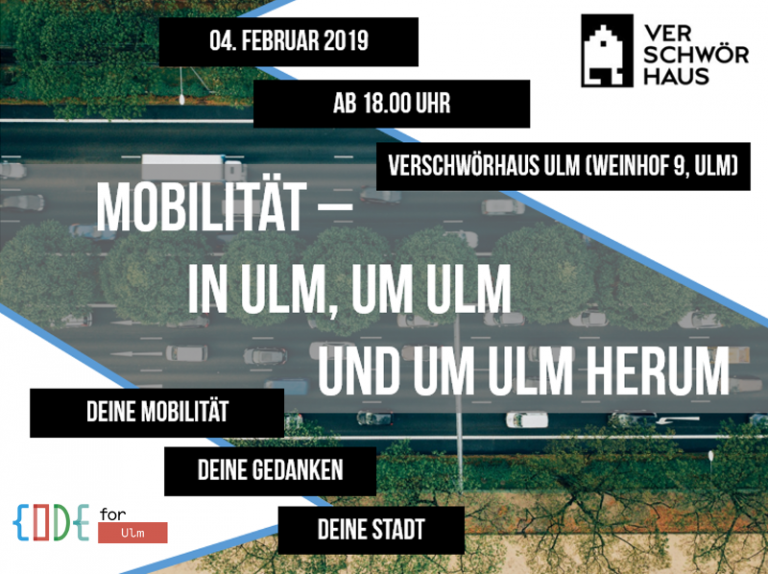 04. FEBRUAR 2019
VER
SCHWÖR
HAUS
AB 18.00 UHR
VERSCHWÖRHAUS ULM (WEINHOF 9, ULM)
MOBILITÄT –
IN ULM, UM ULM
UND UM ULM HERUM
DEINE MOBILITÄT
DEINE GEDANKEN
CODE for
Ulm
DEINE STADT